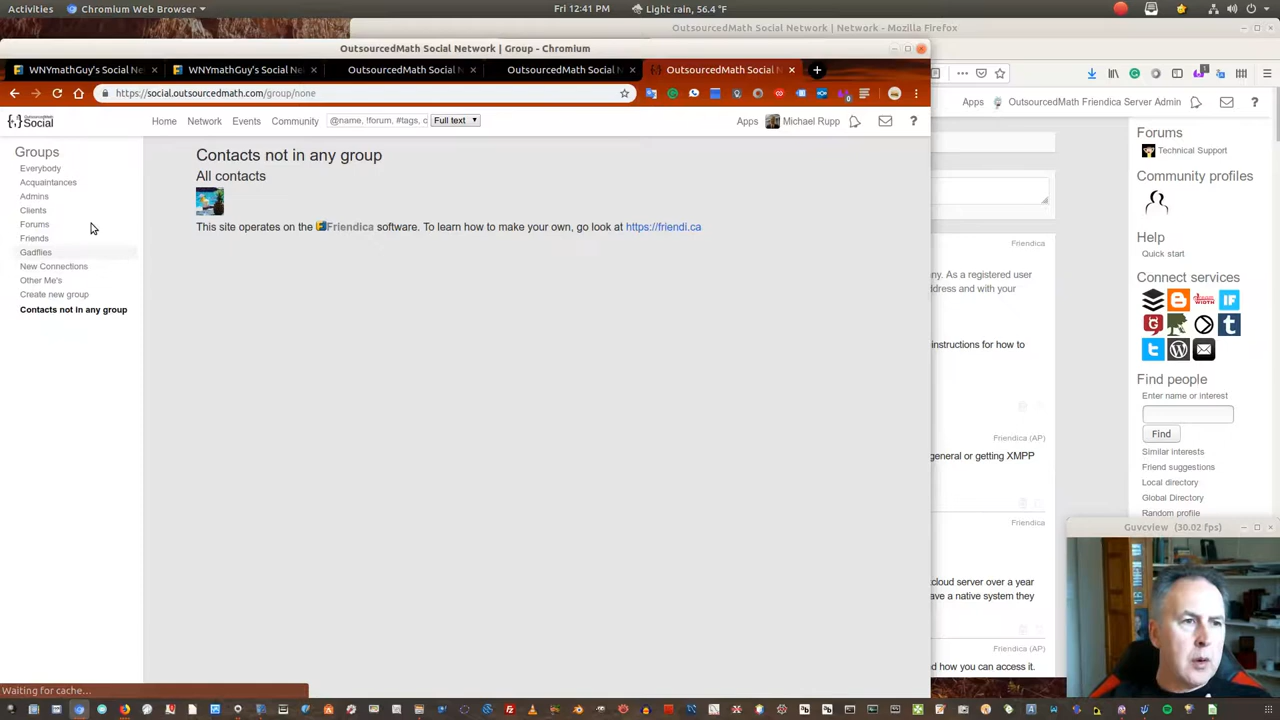 Activities
Chromium Web Browser
Fri 12:41 PM
Light rain, 56.4 °F
OutsourcedMath Social Network | Network - Mozilla Firefox
OutsourcedMath Social Network | Group - Chromium
WNYmathGuy's Social Ne
WNYmathGuy's Social Ne
OutsourcedMath Social N
OutsourcedMath Social N
OutsourcedMath Social N
https://social.outsourcedmath.com/group/none
Social
Home
Network
Events
Community
@name, !forum, #tags, c
Full text
Apps
Michael Rupp
?
Apps
OutsourcedMath Friendica Server Admin
?
Groups
Everybody
Acquaintances
Admins
Clients
Forums
Friends
Gadflies
New Connections
Other Me's
Create new group
Contacts not in any group
Contacts not in any group
All contacts
This site operates on the Friendica software. To learn how to make your own, go look at https://friendi.ca
Friendica
any. As a registered user
address and with your
instructions for how to
Friendica (AP)
general or getting XMPP
Friendica
cloud server over a year
ave a native system they
Friendica (AP)
d how you can access it.
Forums
Technical Support
Community profiles
Help
Quick start
Connect services
Find people
Enter name or interest
Find
Similar interests
Friend suggestions
Local directory
Global Directory
Random profile
Guvcview (30.02 fps)
Waiting for cache...